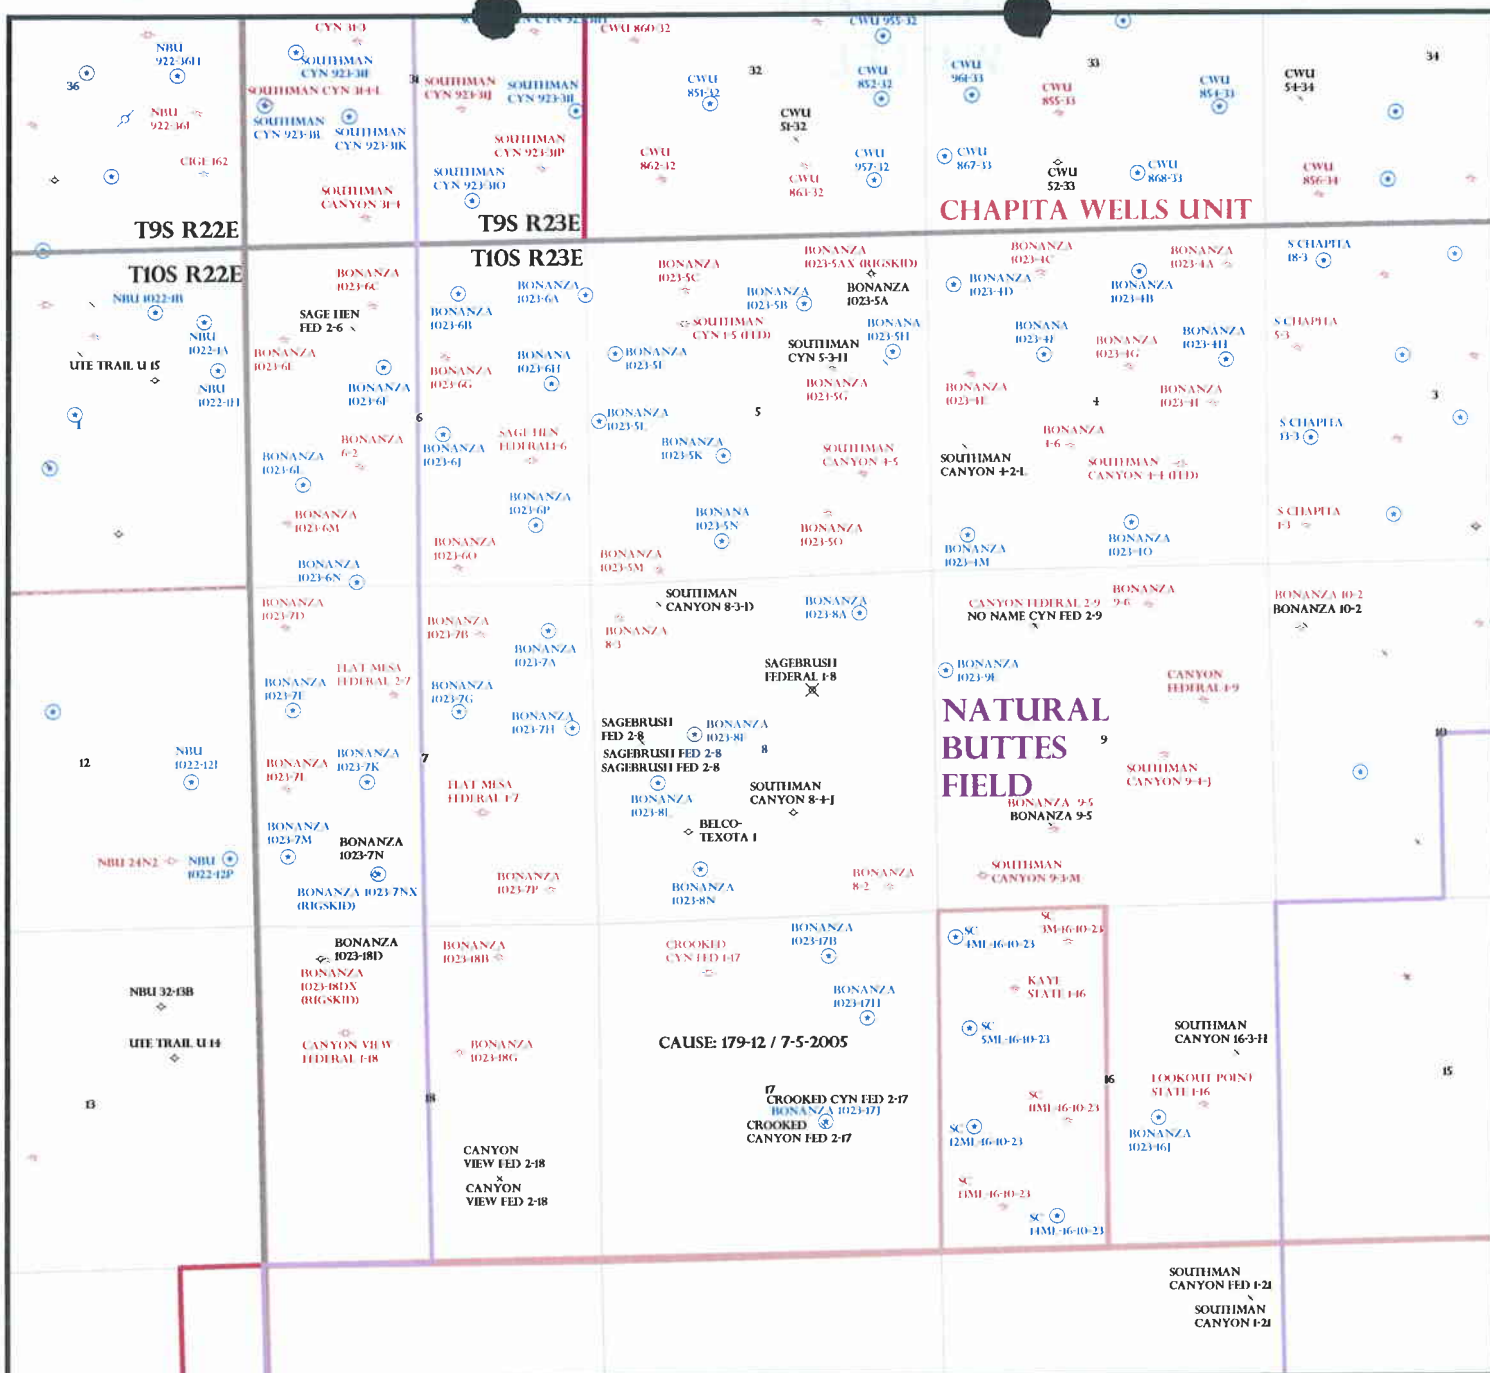 36
NBU
922-36H
NBU
922-36I
CIGE 162
T9S R22E
CYN 31-3
SOUTHMAN
CYN 923-31F
SOUTHMAN CYN 31-1-L
SOUTHMAN
CYN 923-31L
SOUTHMAN
CYN 923-31K
SOUTHMAN
CANYON 31-4
31
SOUTHMAN
CYN 923-31J
SOUTHMAN
CYN 923-31I
SOUTHMAN
CYN 923-31P
SOUTHMAN
CYN 923-31O
T9S R23E
CWU 860-32
CWU 955-32
32
CWU
851-32
CWU
852-32
CWU
51-32
CWU
862-32
CWU
863-32
CWU
957-32
33
CWU
961-33
CWU
855-33
CWU
854-33
CWU
867-33
CWU
52-33
CWU
868-33
CHAPITA WELLS UNIT
34
CWU
54-34
CWU
856-34
T10S R22E
NBU 1022-1B
NBU
1022-1A
UTE TRAIL U 15
NBU
1022-1H
1
T10S R23E
BONANZA
1023-6C
SAGE HEN
FED 2-6
BONANZA
1023-6E
BONANZA
1023-6F
BONANZA
6-2
BONANZA
1023-6L
BONANZA
1023-6M
BONANZA
1023-6N
6
BONANZA
1023-6A
BONANZA
1023-6B
BONANZA
1023-6G
BONANA
1023-6H
BONANZA
1023-6J
SAGE HEN
FEDERAL 1-6
BONANZA
1023-6P
BONANZA
1023-6O
BONANZA
1023-5C
BONANZA
1023-5AX (RIGSKID)
BONANZA
1023-5A
BONANZA
1023-5B
SOUTHMAN
CYN 1-5 (FED)
BONANA
1023-5H
SOUTHMAN
CYN 5-3-H
BONANZA
1023-5F
BONANZA
1023-5G
BONANZA
1023-5L
5
BONANZA
1023-5K
SOUTHMAN
CANYON 4-5
BONANA
1023-5N
BONANZA
1023-5O
BONANZA
1023-5M
BONANZA
1023-4C
BONANZA
1023-4A
BONANZA
1023-4D
BONANZA
1023-4B
BONANA
1023-4F
BONANZA
1023-4G
BONANZA
1023-4H
BONANZA
1023-4E
4
BONANZA
1023-4I
BONANZA
4-6
SOUTHMAN
CANYON 4-2-L
SOUTHMAN
CANYON 4-4 (FED)
BONANZA
1023-4M
BONANZA
1023-4O
S CHAPITA
18-3
S CHAPITA
5-3
3
S CHAPITA
13-3
S CHAPITA
1-3
12
NBU
1022-12I
NBU 24N2
NBU
1022-12P
BONANZA
1023-7D
FLAT MESA
FEDERAL 2-7
BONANZA
1023-7E
BONANZA
1023-7L
BONANZA
1023-7K
BONANZA
1023-7M
BONANZA
1023-7N
BONANZA 1023-7NX
(RIGSKID)
7
BONANZA
1023-7B
BONANZA
1023-7A
BONANZA
1023-7G
BONANZA
1023-7H
FLAT MESA
FEDERAL 1-7
BONANZA
1023-7P
SOUTHMAN
CANYON 8-3-D
BONANZA
8-3
BONANZA
1023-8A
SAGEBRUSH
FEDERAL 1-8
SAGEBRUSH
FED 2-8
BONANZA
1023-8F
8
SAGEBRUSH FED 2-8
SAGEBRUSH FED 2-8
BONANZA
1023-8L
SOUTHMAN
CANYON 8-4-J
BELCO-
TEXOTA 1
BONANZA
1023-8N
BONANZA
8-2
CANYON FEDERAL 2-9
NO NAME CYN FED 2-9
BONANZA
9-6
BONANZA
1023-9E
CANYON
FEDERAL 1-9
NATURAL
BUTTES
FIELD
9
SOUTHMAN
CANYON 9-4-J
BONANZA 9-5
BONANZA 9-5
SOUTHMAN
CANYON 9-3-M
BONANZA 10-2
BONANZA 10-2
10
NBU 32-13B
UTE TRAIL U 14
13
BONANZA
1023-18D
BONANZA
1023-18DX
(RIGSKID)
CANYON VIEW
FEDERAL 1-18
BONANZA
1023-18B
BONANZA
1023-18G
18
CANYON
VIEW FED 2-18
CANYON
VIEW FED 2-18
CROOKED
CYN FED 1-17
BONANZA
1023-17B
BONANZA
1023-17H
CAUSE: 179-12 / 7-5-2005
17
CROOKED CYN FED 2-17
BONANZA 1023-17J
CROOKED
CANYON FED 2-17
SC
4ML-16-10-23
SC
3M-16-10-23
KAYE
STATE 1-16
SC
5ML-16-10-23
SC
11ML-16-10-23
SC
12ML-16-10-23
SC
13ML-16-10-23
SC
14ML-16-10-23
SOUTHMAN
CANYON 16-3-H
16
LOOKOUT POINT
STATE 1-16
BONANZA
1023-16J
15
SOUTHMAN
CANYON FED 1-21
SOUTHMAN
CANYON 1-21